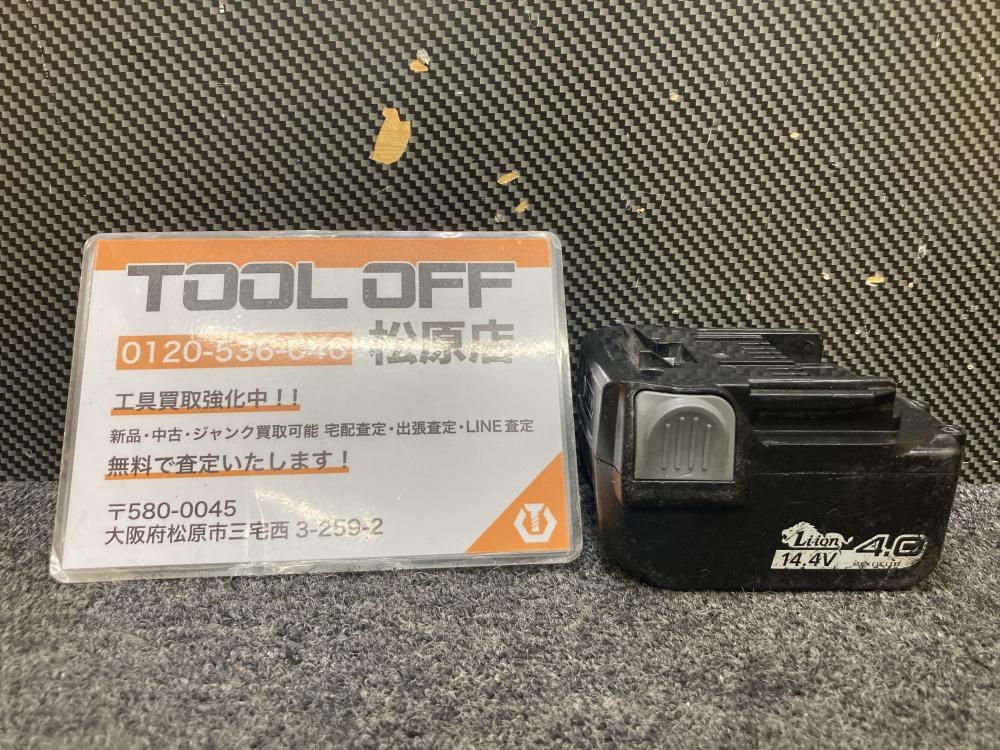 TOOL OFF
松原店
0120-536-046
工具買取強化中！！
新品・中古・ジャンク買取可能 宅配査定・出張査定・LINE査定
無料で査定いたします！
〒580-0045
大阪府松原市三宅西 3-259-2
Li-ion
14.4V